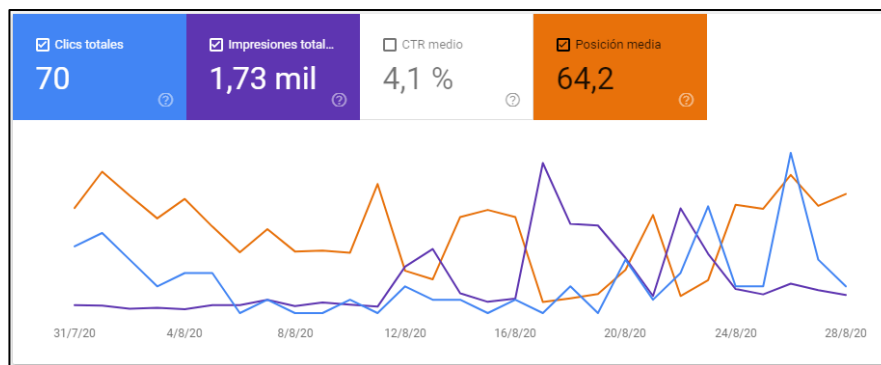 Clics totales
70
Impresiones total...
1,73 mil
CTR medio
4,1 %
Posición media
64,2
31/7/20 4/8/20 8/8/20 12/8/20 16/8/20 20/8/20 24/8/20 28/8/20